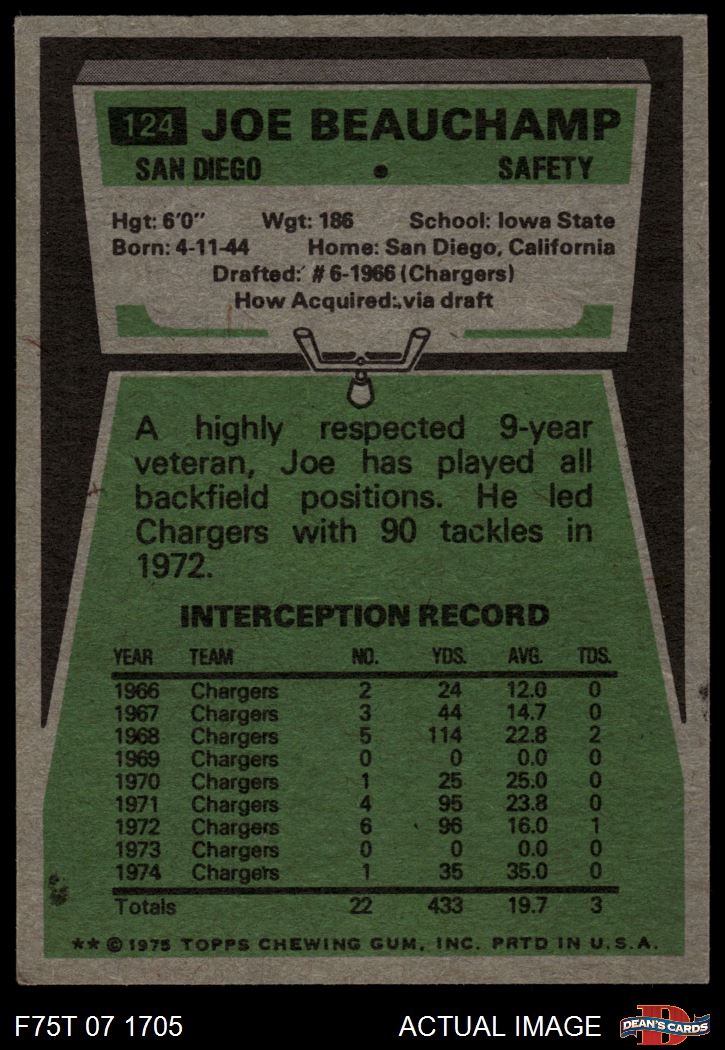 124 JOE BEAUCHAMP
SAN DIEGO • SAFETY
Hgt: 6'0" Wgt: 186 School: Iowa State
Born: 4-11-44 Home: San Diego, California
Drafted: # 6-1966 (Chargers)
How Acquired: via draft
A highly respected 9-year
veteran, Joe has played all
backfield positions. He led
Chargers with 90 tackles in
1972.
INTERCEPTION RECORD
YEAR TEAM NO. YDS. AVG. TDS.
1966 Chargers 2 24 12.0 0
1967 Chargers 3 44 14.7 0
1968 Chargers 5 114 22.8 2
1969 Chargers 0 0 0.0 0
1970 Chargers 1 25 25.0 0
1971 Chargers 4 95 23.8 0
1972 Chargers 6 96 16.0 1
1973 Chargers 0 0 0.0 0
1974 Chargers 1 35 35.0 0
Totals 22 433 19.7 3
** © 1975 TOPPS CHEWING GUM, INC. PRTD IN U.S.A.
F75T 07 1705 ACTUAL IMAGE D DEAN'S CARDS